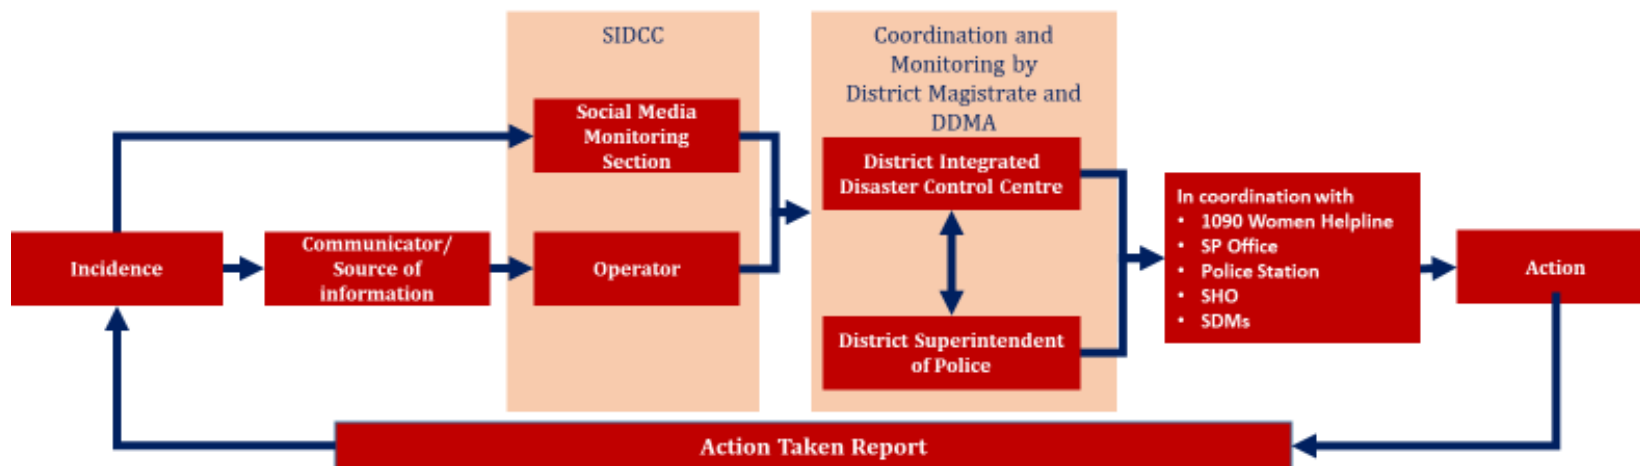 SIDCC
Social Media
Monitoring
Section
Coordination and
Monitoring by
District Magistrate and
DDMA
District Integrated
Disaster Control Centre
In coordination with
• 1090 Women Helpline
• SP Office
• Police Station
• SHO
• SDMs
Incidence
Communicator/
Source of
information
Operator
Action
District Superintendent
of Police
Action Taken Report